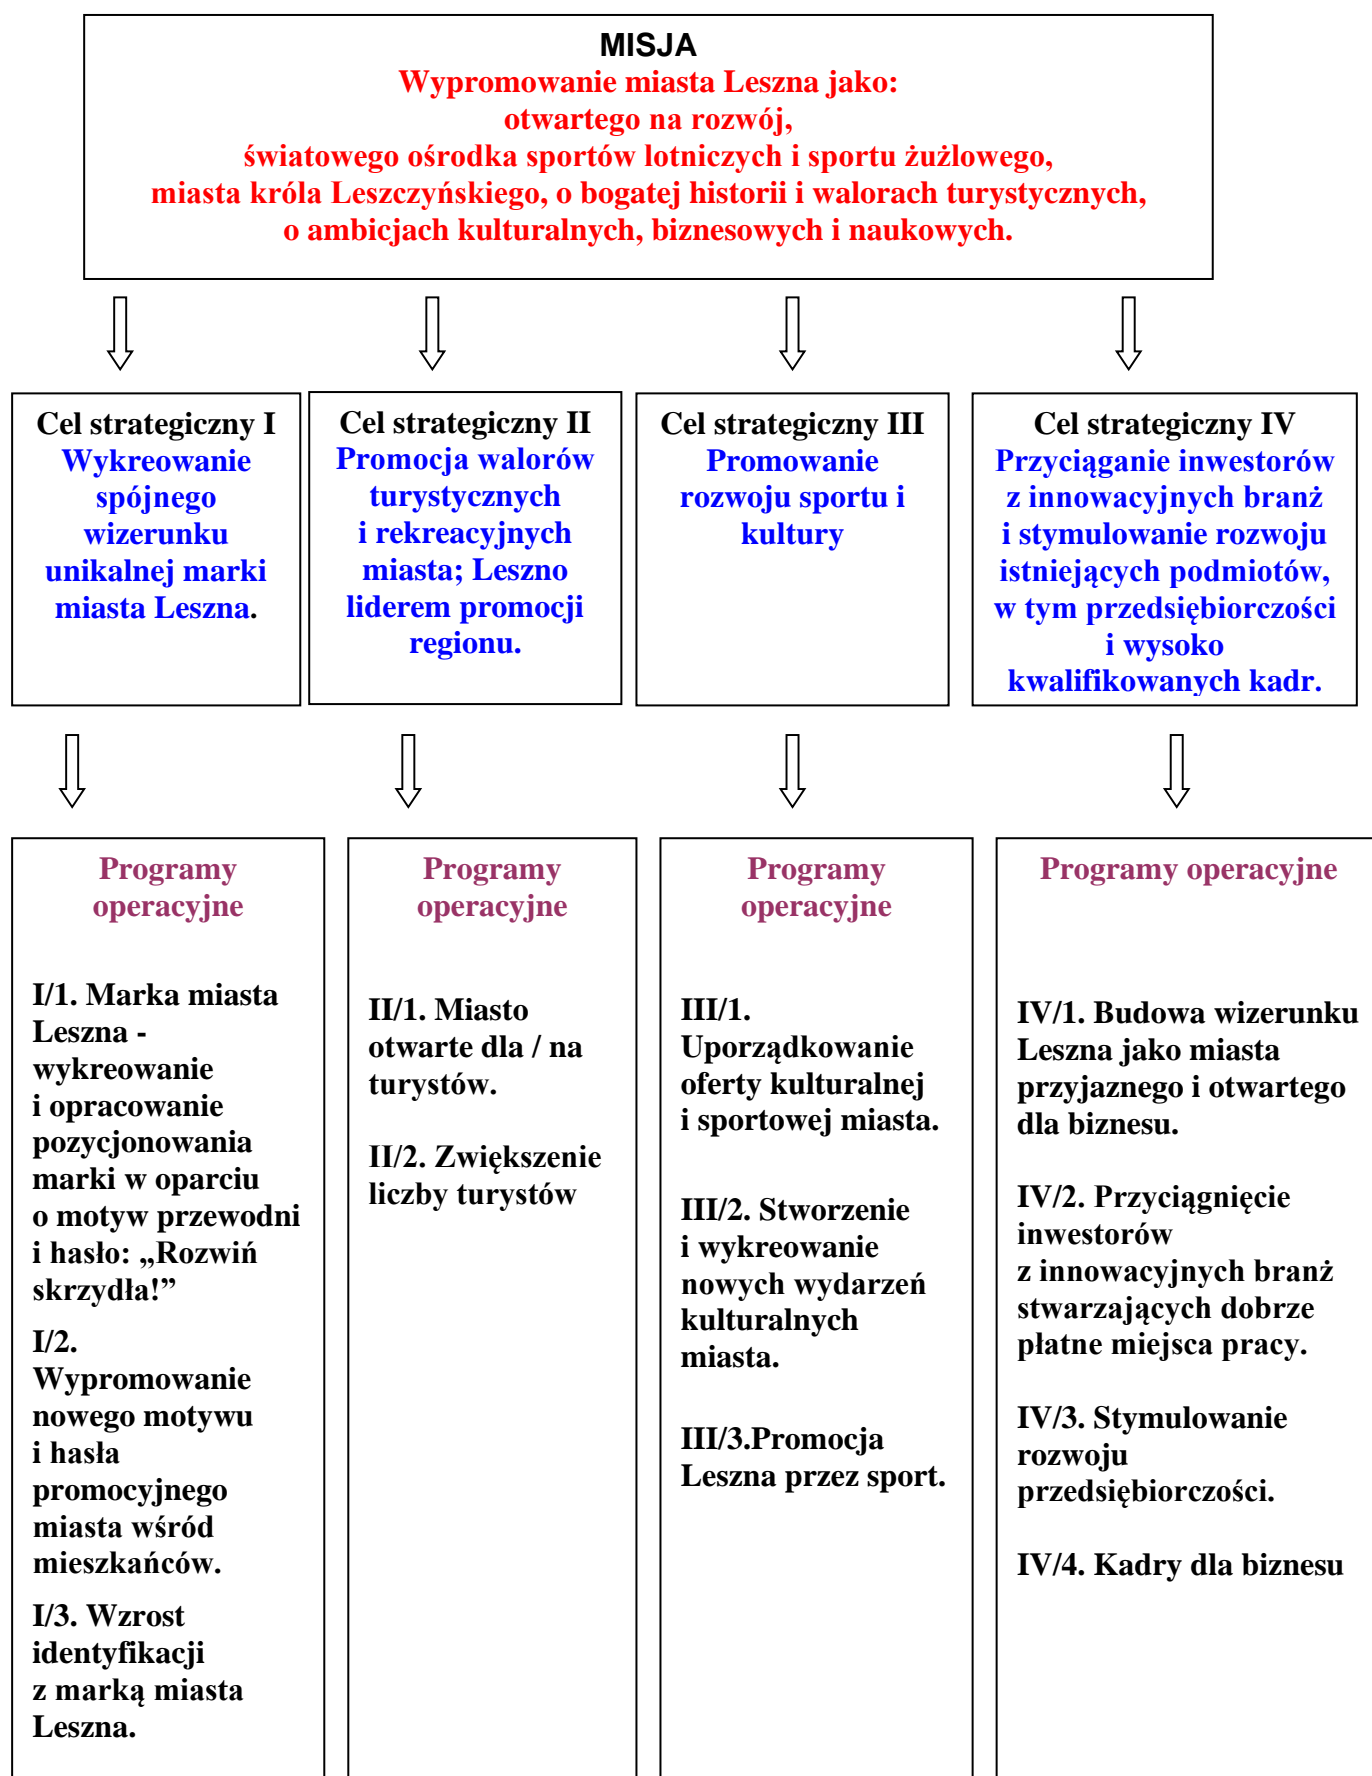 MISJA
Wypromowanie miasta Leszna jako:
otwartego na rozwój,
światowego ośrodka sportów lotniczych i sportu żużlowego,
miasta króla Leszczyńskiego, o bogatej historii i walorach turystycznych,
o ambicjach kulturalnych, biznesowych i naukowych.
Cel strategiczny I
Wykreowanie
spójnego
wizerunku
unikalnej marki
miasta Leszna.
Cel strategiczny II
Promocja walorów
turystycznych
i rekreacyjnych
miasta; Leszno
liderem promocji
regionu.
Cel strategiczny III
Promowanie
rozwoju sportu i
kultury
Cel strategiczny IV
Przyciąganie inwestorów
z innowacyjnych branż
i stymulowanie rozwoju
istniejących podmiotów,
w tym przedsiębiorczości
i wysoko
kwalifikowanych kadr.
Programy
operacyjne
I/1. Marka miasta
Leszna -
wykreowanie
i opracowanie
pozycjonowania
marki w oparciu
o motyw przewodni
i hasło: „Rozwiń
skrzydła!”
I/2.
Wypromowanie
nowego motywu
i hasła
promocyjnego
miasta wśród
mieszkańców.
I/3. Wzrost
identyfikacji
z marką miasta
Leszna.
Programy
operacyjne
II/1. Miasto
otwarte dla / na
turystów.
II/2. Zwiększenie
liczby turystów
Programy
operacyjne
III/1.
Uporządkowanie
oferty kulturalnej
i sportowej miasta.
III/2. Stworzenie
i wykreowanie
nowych wydarzeń
kulturalnych
miasta.
III/3.Promocja
Leszna przez sport.
Programy operacyjne
IV/1. Budowa wizerunku
Leszna jako miasta
przyjaznego i otwartego
dla biznesu.
IV/2. Przyciągnięcie
inwestorów
z innowacyjnych branż
stwarzających dobrze
płatne miejsca pracy.
IV/3. Stymulowanie
rozwoju
przedsiębiorczości.
IV/4. Kadry dla biznesu